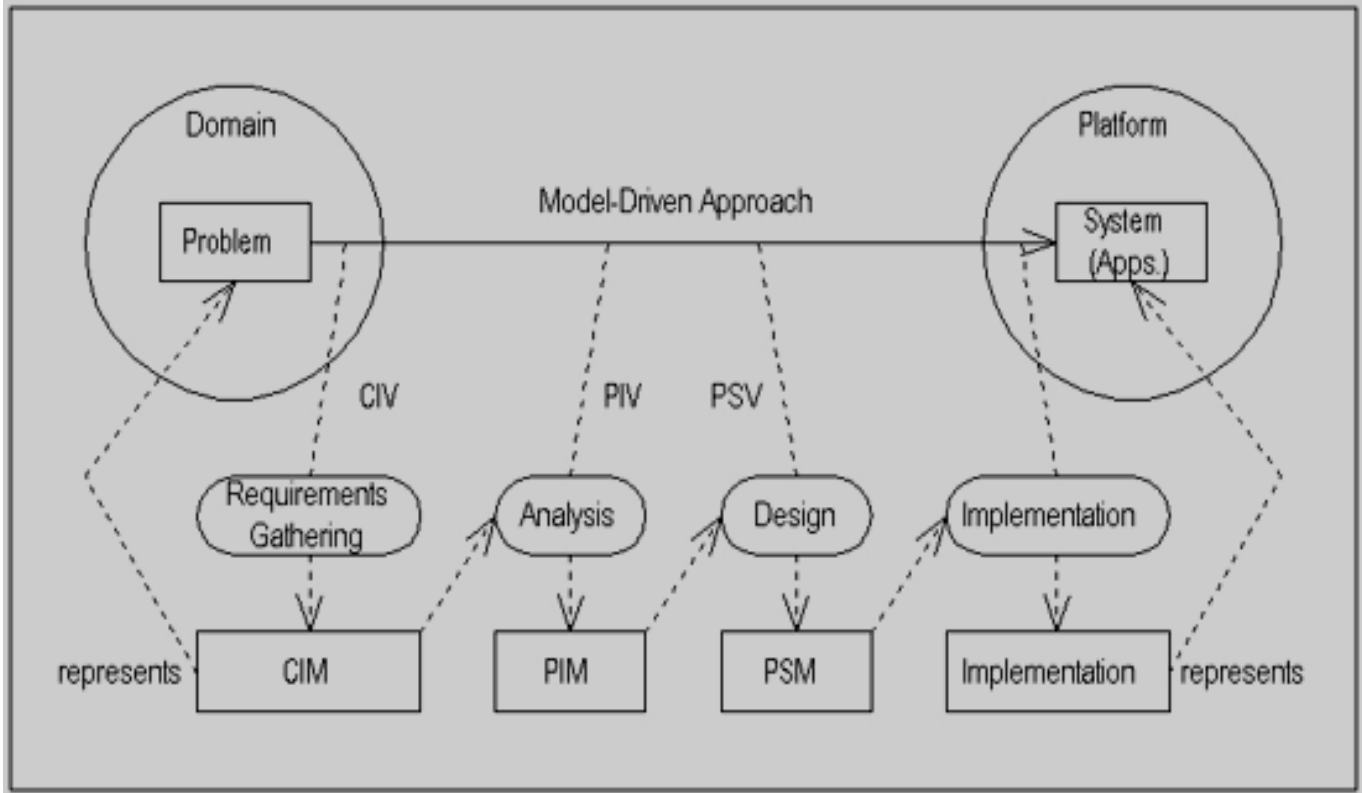 Domain
Platform
Model-Driven Approach
Problem
System
(Apps.)
CIV
PIV
PSV
Requirements
Gathering
Analysis
Design
Implementation
represents
CIM
PIM
PSM
Implementation
represents